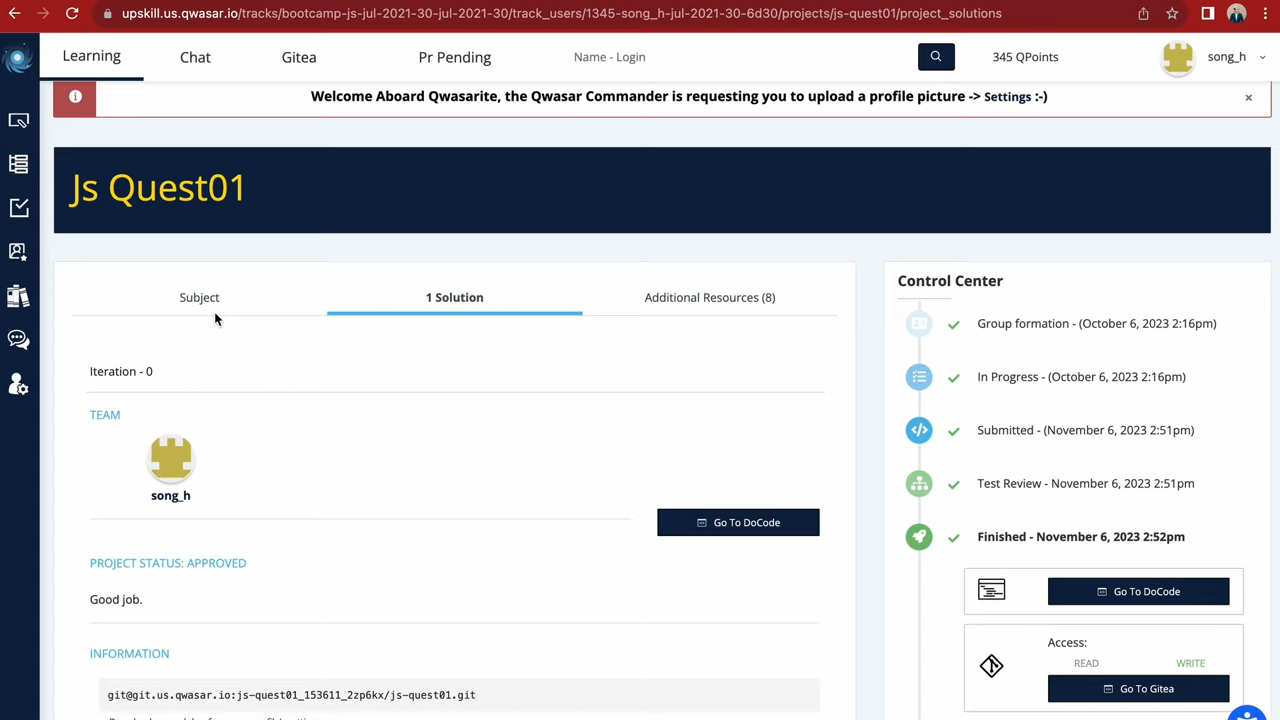 upskill.us.qwasar.io/tracks/bootcamp-js-jul-2021-30-jul-2021-30/track_users/1345-song_h-jul-2021-30-6d30/projects/js-quest01/project_solutions
Learning
Chat
Gitea
Pr Pending
Name - Login
345 QPoints
song_h
Welcome Aboard Qwasarite, the Qwasar Commander is requesting you to upload a profile picture -> Settings :-)
×
Js Quest01
Subject
1 Solution
Additional Resources (8)
Iteration - 0
TEAM
song_h
Go To DoCode
PROJECT STATUS: APPROVED
Good job.
INFORMATION
git@git.us.qwasar.io:js-quest01_153611_2zp6kx/js-quest01.git
Control Center
Group formation - (October 6, 2023 2:16pm)
In Progress - (October 6, 2023 2:16pm)
Submitted - (November 6, 2023 2:51pm)
Test Review - November 6, 2023 2:51pm
Finished - November 6, 2023 2:52pm
Go To DoCode
Access:
READ WRITE
Go To Gitea